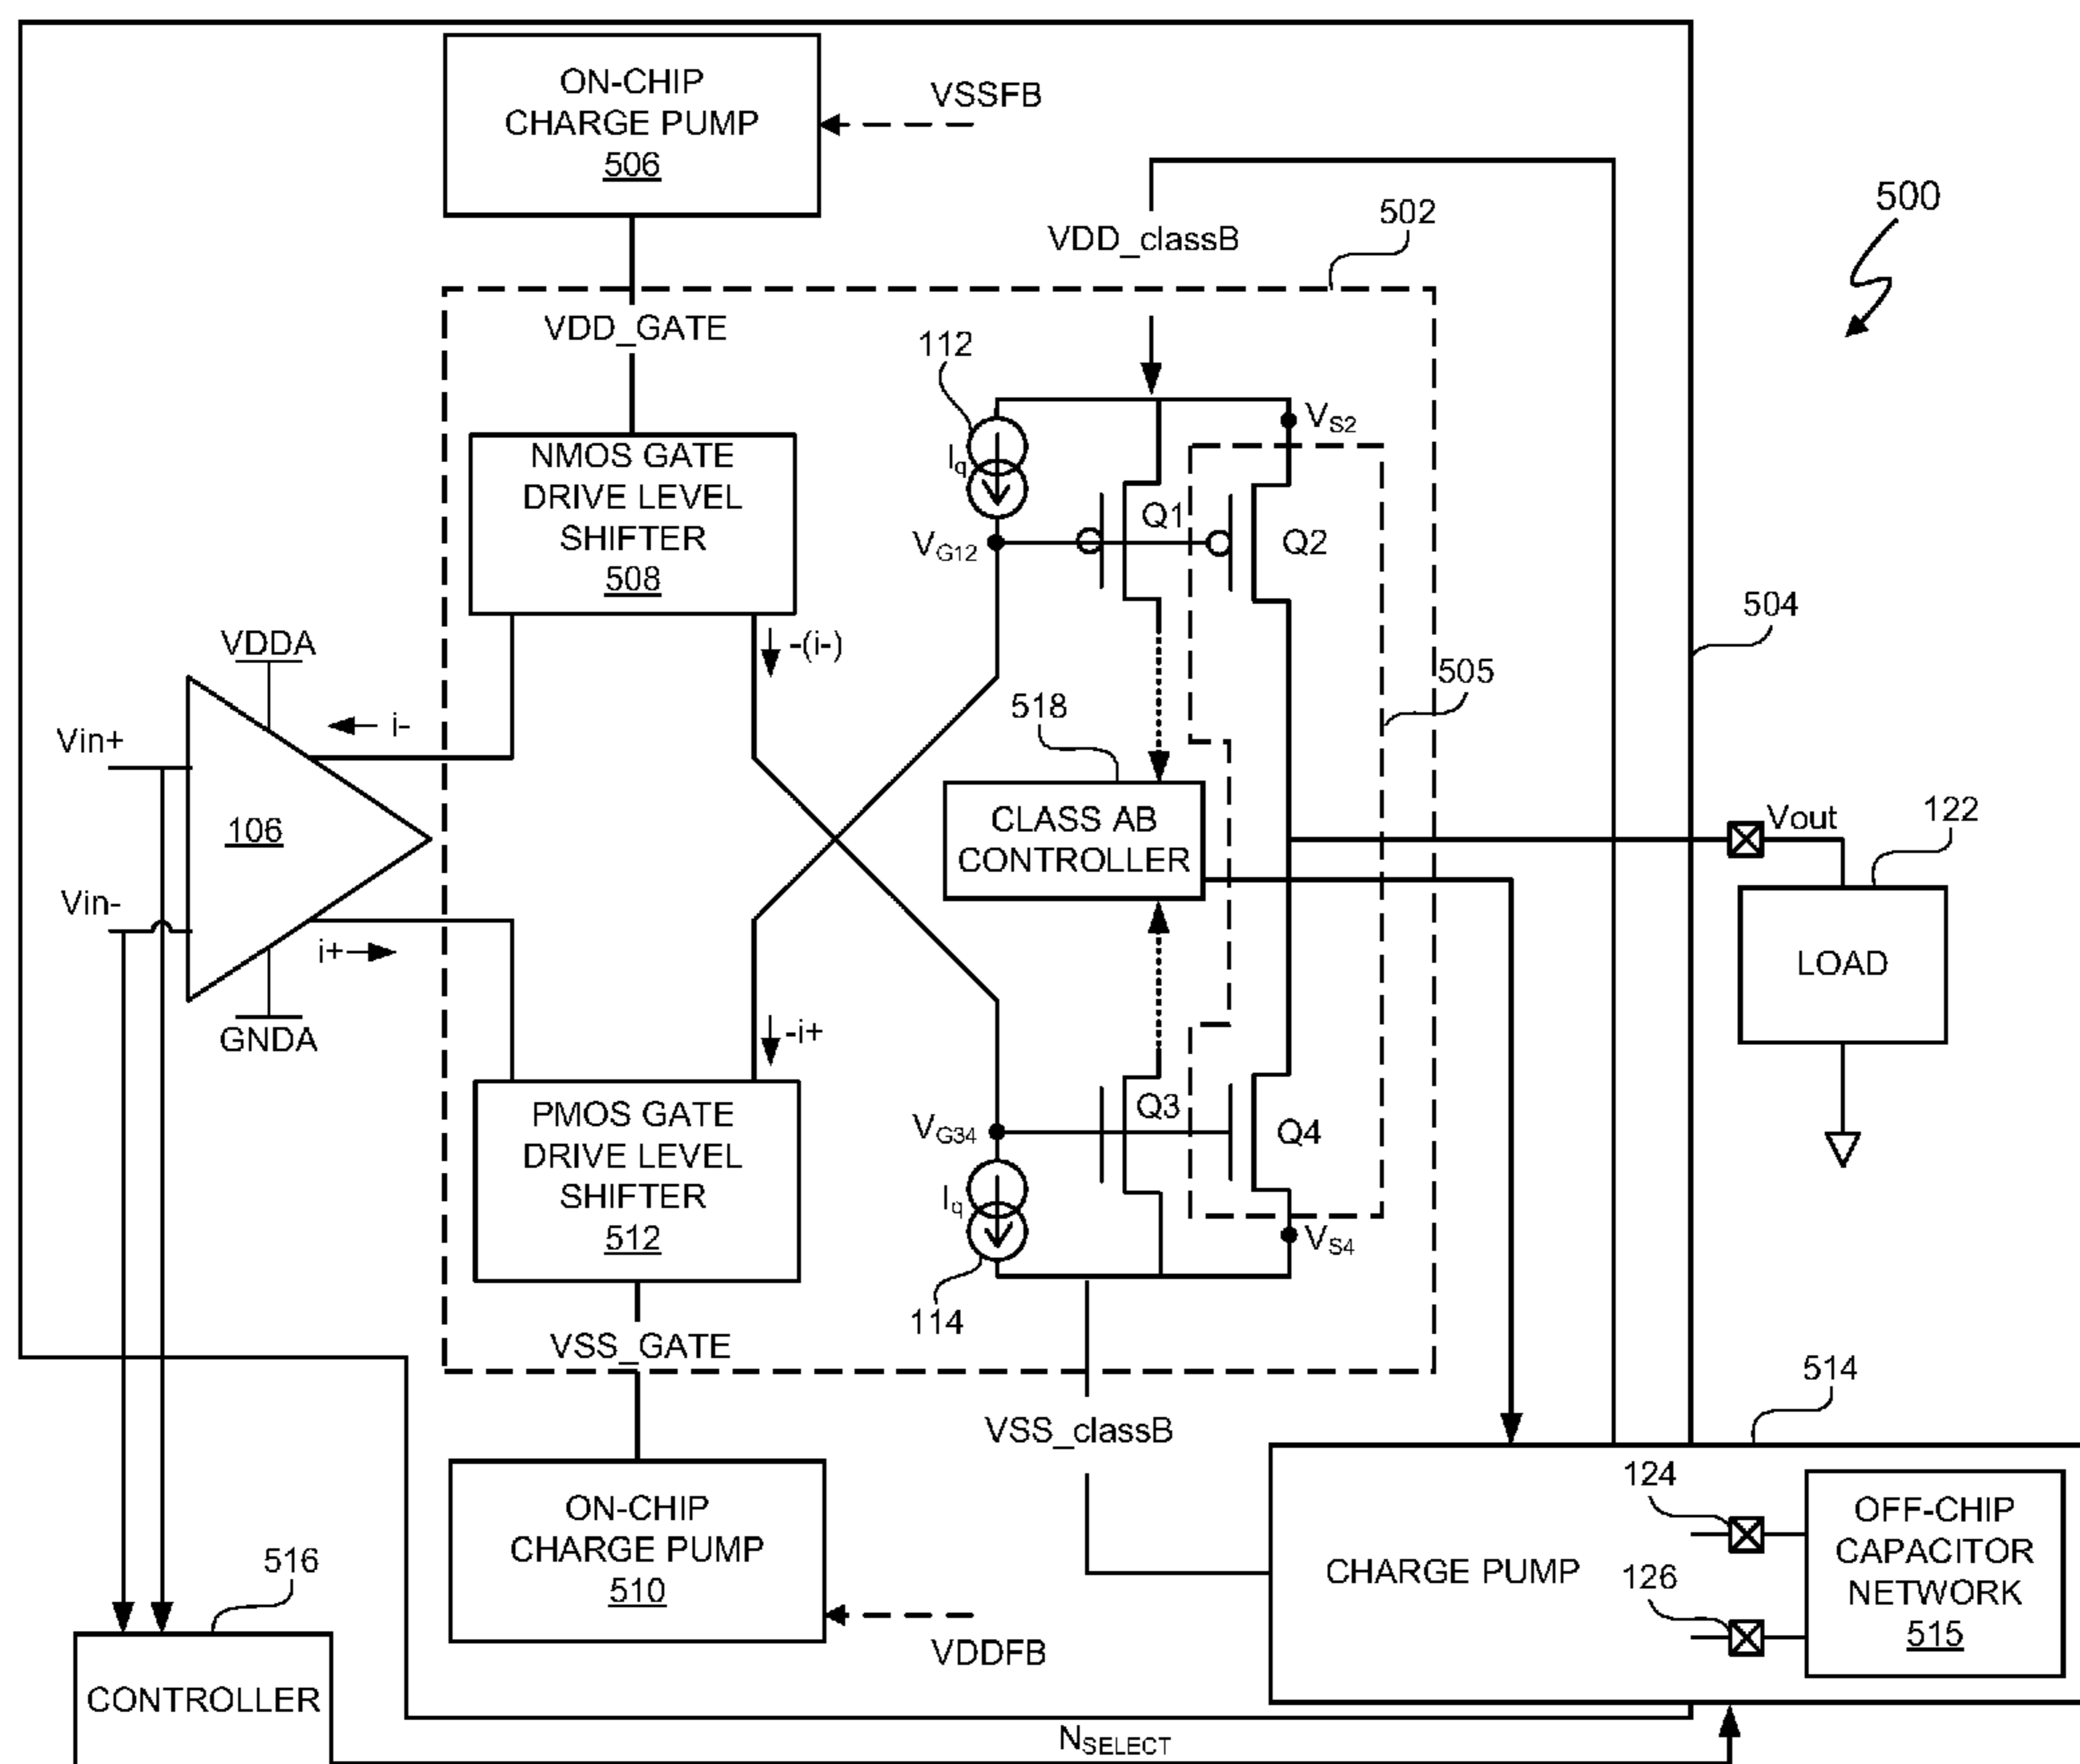 ON-CHIP
CHARGE PUMP
506
VSSFB
VDD_classB
502
500
VDD_GATE
112
NMOS GATE
DRIVE LEVEL
SHIFTER
508
Iq
VS2
Q1
Q2
VG12
504
VDDA
-(i-)
505
i-
Vin+
518
106
CLASS AB
CONTROLLER
Vout
122
Vin-
i+
LOAD
GNDA
-i+
PMOS GATE
DRIVE LEVEL
SHIFTER
512
Q3
VG34
Q4
Iq
VS4
114
VSS_GATE
514
VSS_classB
ON-CHIP
CHARGE PUMP
510
124
OFF-CHIP
CAPACITOR
NETWORK
515
CHARGE PUMP
126
516
VDDFB
CONTROLLER
NSELECT